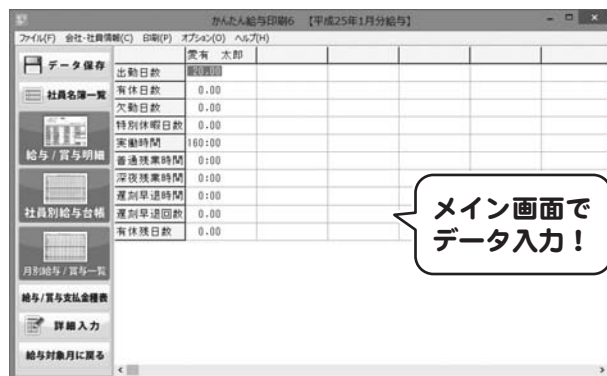 かんたん給与印刷6 【平成25年1月分給与】
ファイル(F) 会社・社員情報(C) 印刷(P) オプション(O) ヘルプ(H)
データ保存
社員名簿一覧
給与/賞与明細
社員別給与台帳
月別給与/賞与一覧
給与/賞与支払金種表
詳細入力
給与対象月に戻る
愛有 太郎
出勤日数 20.00
有休日数 0.00
欠勤日数 0.00
特別休暇日数 0.00
実働時間 160:00
普通残業時間 0:00
深夜残業時間 0:00
遅刻早退時間 0:00
遅刻早退回数 0.00
有休残日数 0.00
メイン画面で
データ入力！